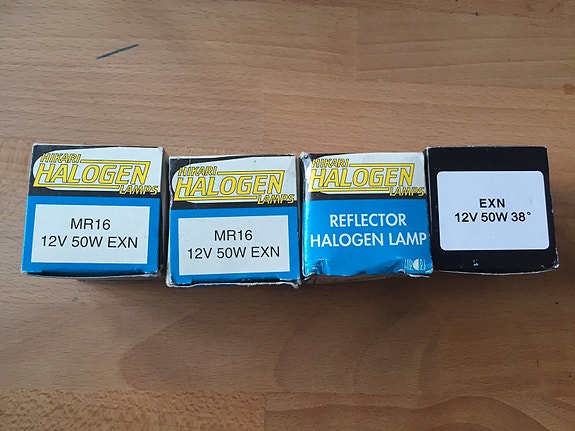 HIKARI
HALOGEN
LAMPS
MR16
12V 50W EXN
HIKARI
HALOGEN
LAMPS
MR16
12V 50W EXN
HIKARI
HALOGEN
LAMPS
REFLECTOR
HALOGEN LAMP
EXN
12V 50W 38°